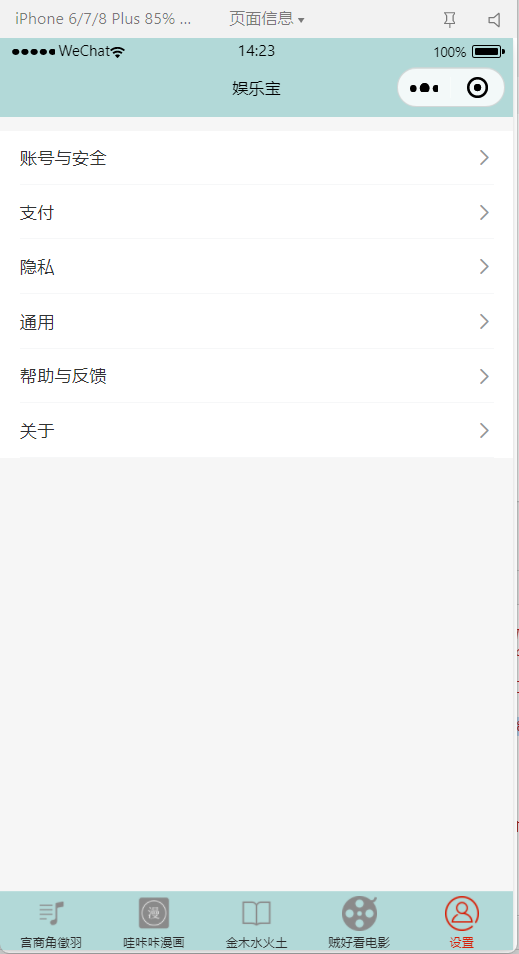 iPhone 6/7/8 Plus 85% ... 页面信息
WeChat 14:23 100%
娱乐宝
账号与安全
支付
隐私
通用
帮助与反馈
关于
漫
宫商角徵羽 哇咔咔漫画 金木水火土 贼好看电影 设置